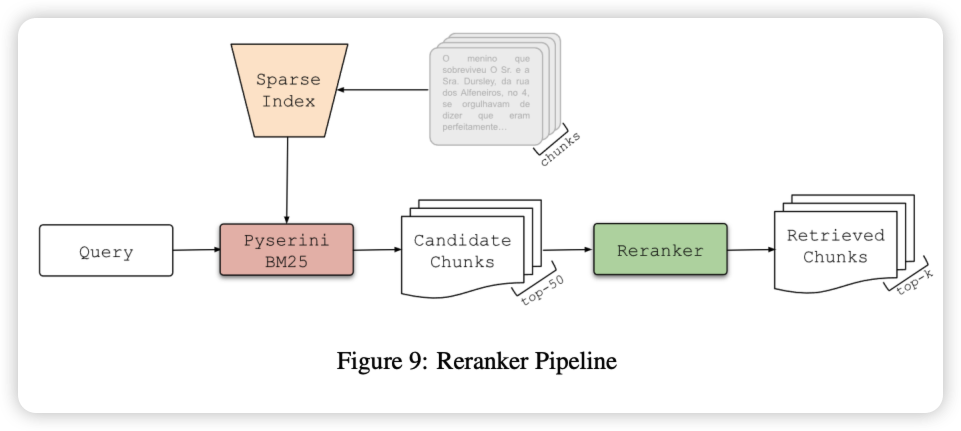 Sparse
Index
O menino que
sobreviveu O Sr. e a
Sra. Dursley, da rua
dos Alfeneiros, no 4,
se orgulhavam de
dizer que eram
perfeitamente...
chunks
Query
Pyserini
BM25
Candidate
Chunks
top-50
Reranker
Retrieved
Chunks
top-k
Figure 9: Reranker Pipeline